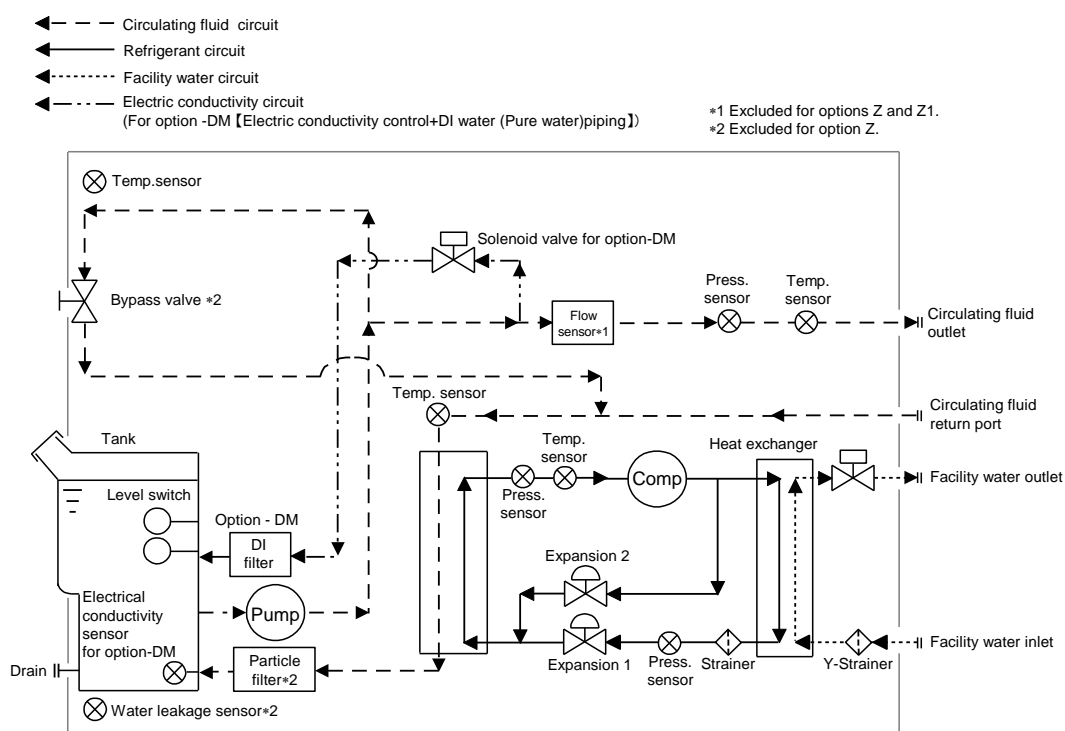 Circulating fluid circuit
Refrigerant circuit
Facility water circuit
Electric conductivity circuit
(For option -DM【Electric conductivity control+DI water (Pure water)piping】)
*1 Excluded for options Z and Z1.
*2 Excluded for option Z.
Temp.sensor
Solenoid valve for option-DM
Bypass valve *2
Flow
sensor*1
Press.
sensor
Temp.
sensor
Circulating fluid
outlet
Temp. sensor
Circulating fluid
return port
Tank
Level switch
Temp.
sensor
Press.
sensor
Comp
Heat exchanger
Facility water outlet
Option - DM
DI
filter
Expansion 2
Electrical
conductivity
sensor
for option-DM
Pump
Expansion 1
Press.
sensor
Strainer
Y-Strainer
Facility water inlet
Drain
Particle
filter*2
Water leakage sensor*2